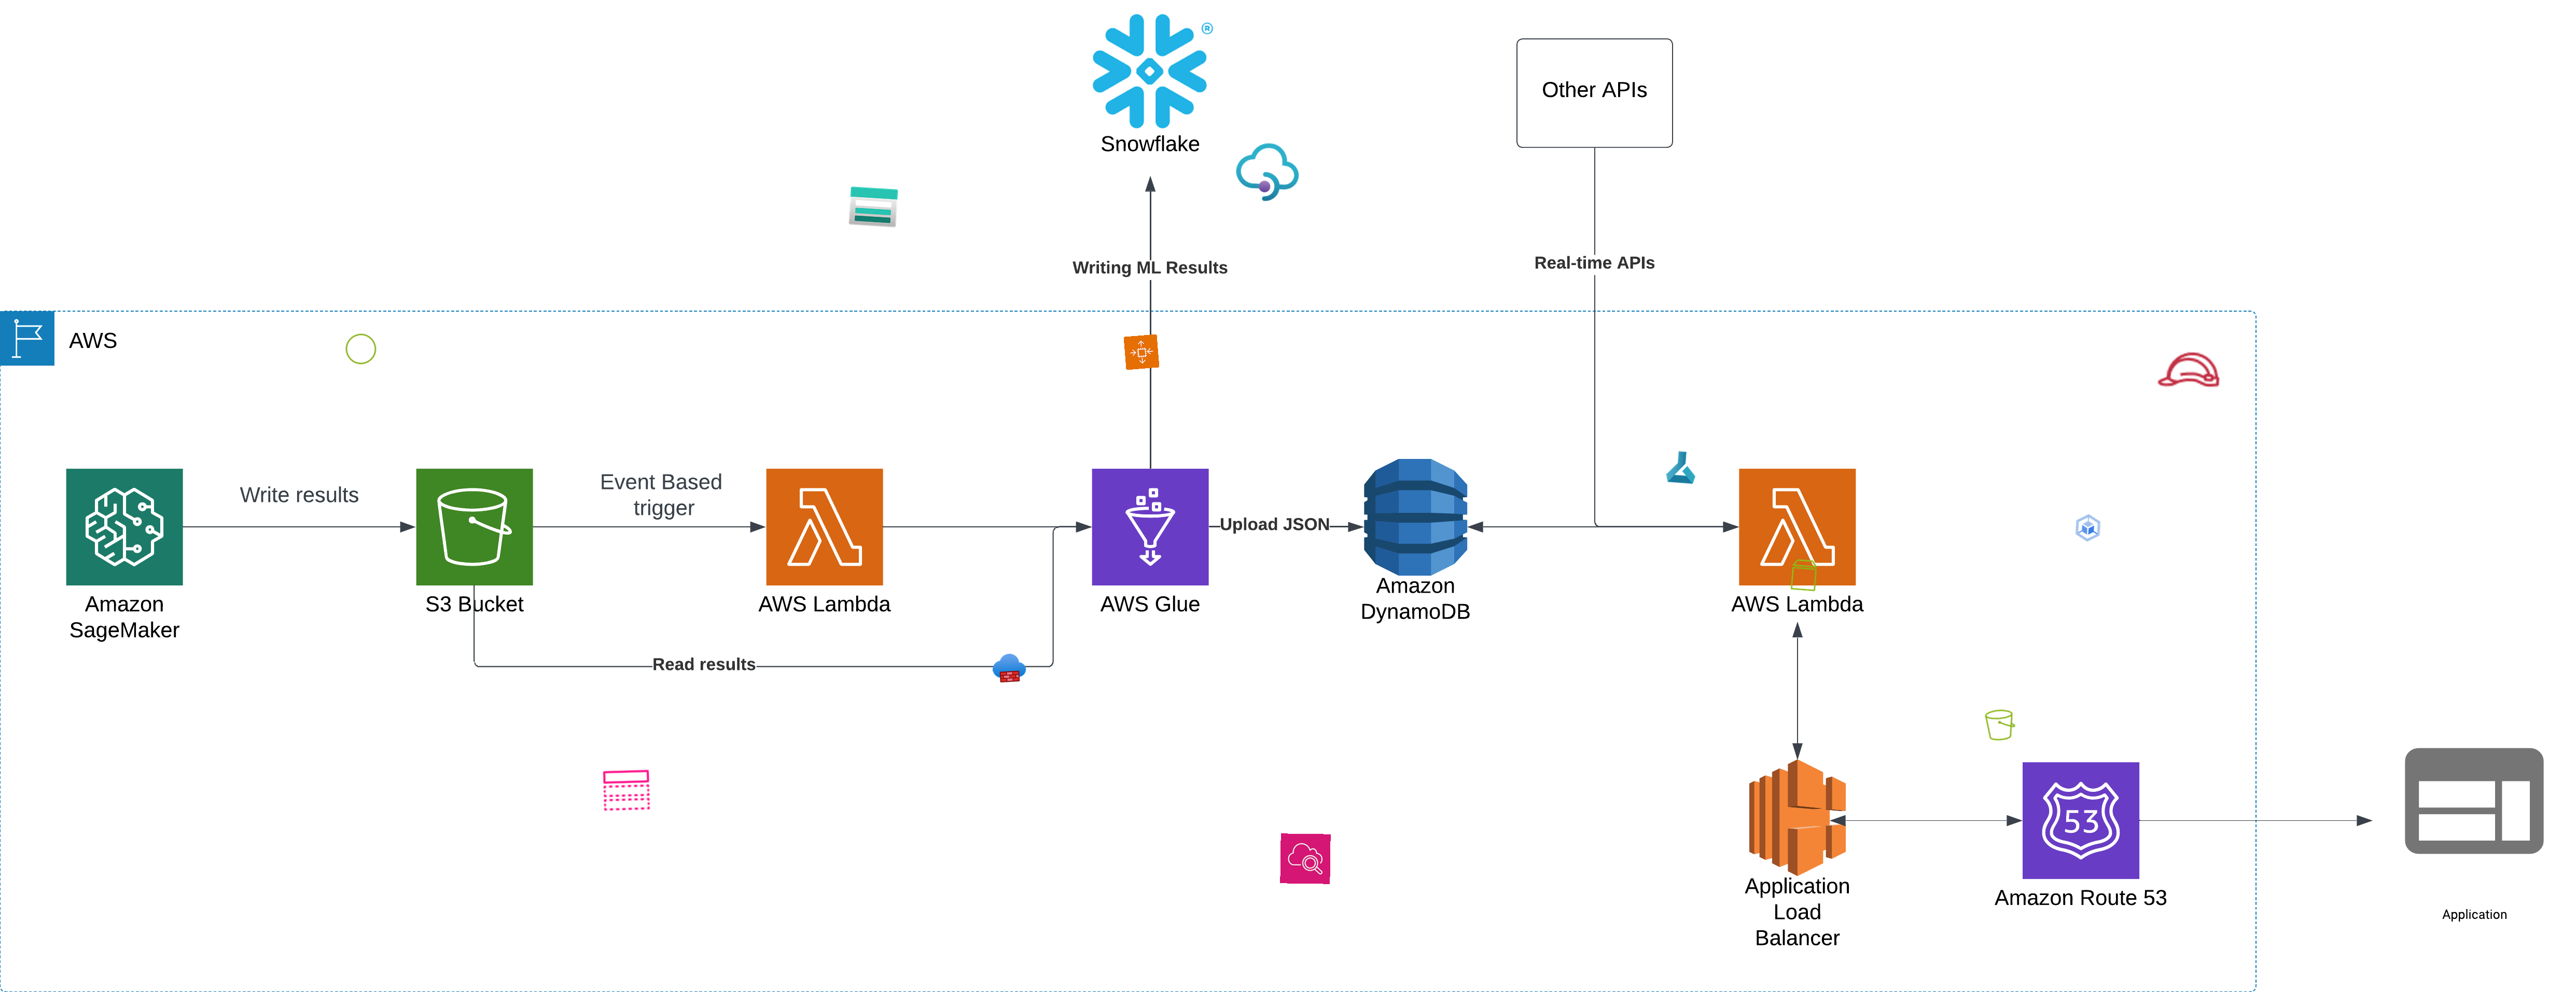 ®
Snowflake
Other APIs
Writing ML Results
Real-time APIs
AWS
Write results
Event Based
trigger
Upload JSON
Amazon
SageMaker
S3 Bucket
AWS Lambda
AWS Glue
Amazon
DynamoDB
AWS Lambda
Read results
53
Application
Load
Balancer
Amazon Route 53
Application